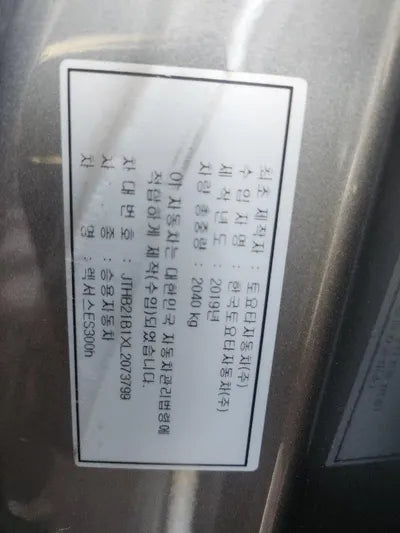 최초 제작자 : 토요타자동차(주)
수 입 자 명 : 한국토요타자동차(주)
제 작 년 도 : 2019년
차량 총중량 : 2040 kg
이 자동차는 대한민국 자동차관리법령에
적합하게 제작(수입)되었습니다.
차 대 번 호 : JTHB21B1XL2073799
차 종 : 승용자동차
차 명 : 렉서스ES300h